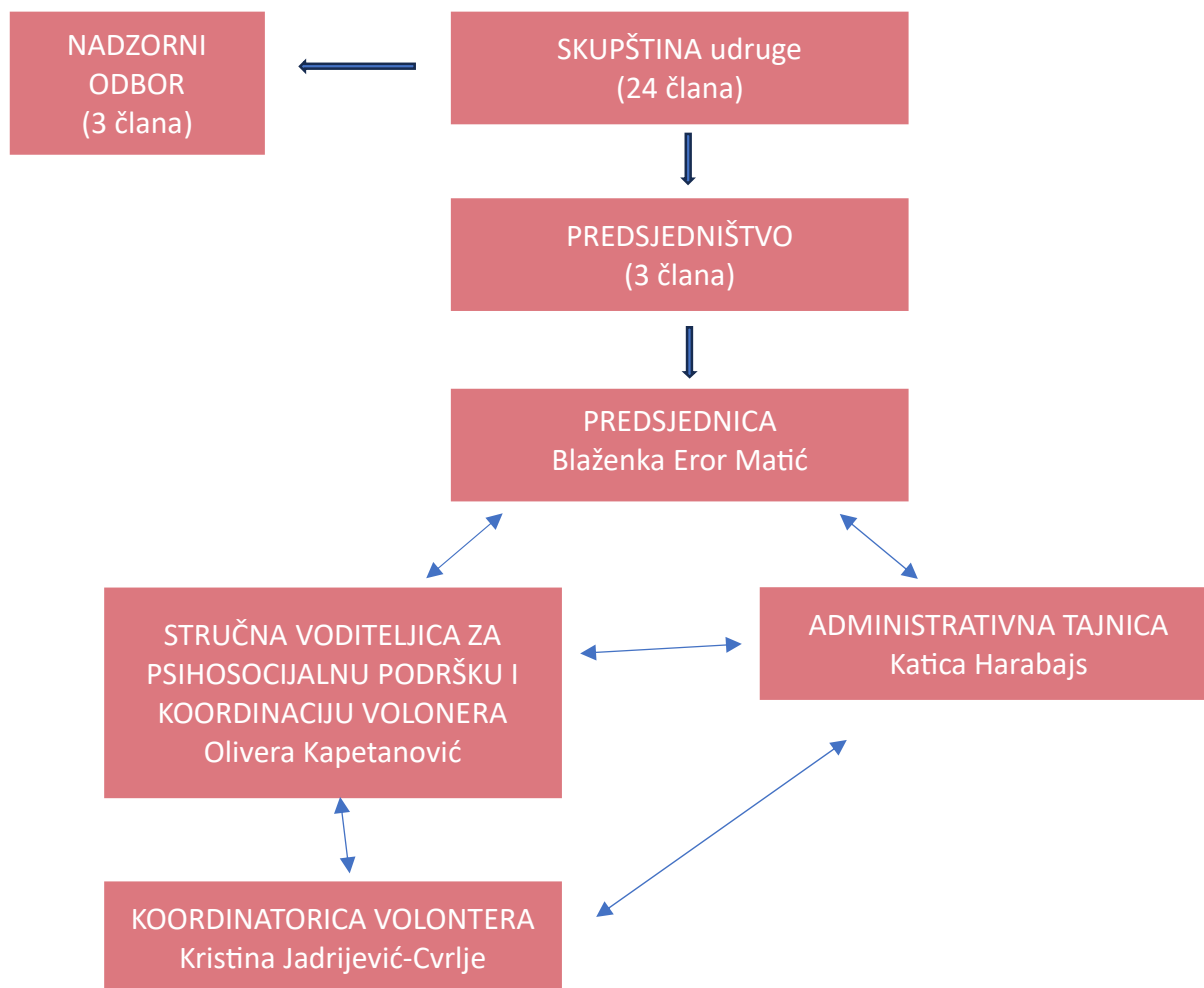 NADZORNI
ODBOR
(3 člana)
SKUPŠTINA udruge
(24 člana)
PREDSJEDNIŠTVO
(3 člana)
PREDSJEDNICA
Blaženka Eror Matić
STRUČNA VODITELJICA ZA
PSIHOSOCIJALNU PODRŠKU I
KOORDINACIJU VOLONERA
Olivera Kapetanović
ADMINISTRATIVNA TAJNICA
Katica Harabajs
KOORDINATORICA VOLONTERA
Kristina Jadrijević-Cvrlje